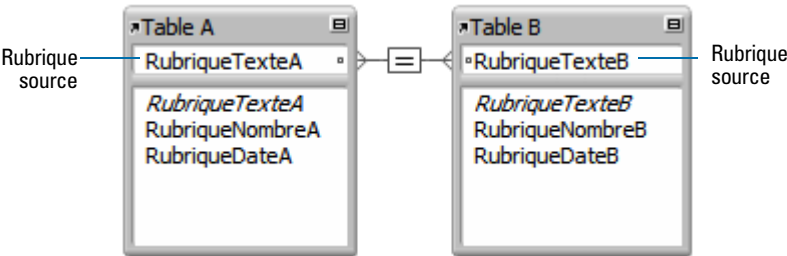 Table A
Rubrique
source
RubriqueTexteA
RubriqueTexteA
RubriqueNombreA
RubriqueDateA
=
Table B
RubriqueTexteB
Rubrique
source
RubriqueTexteB
RubriqueNombreB
RubriqueDateB